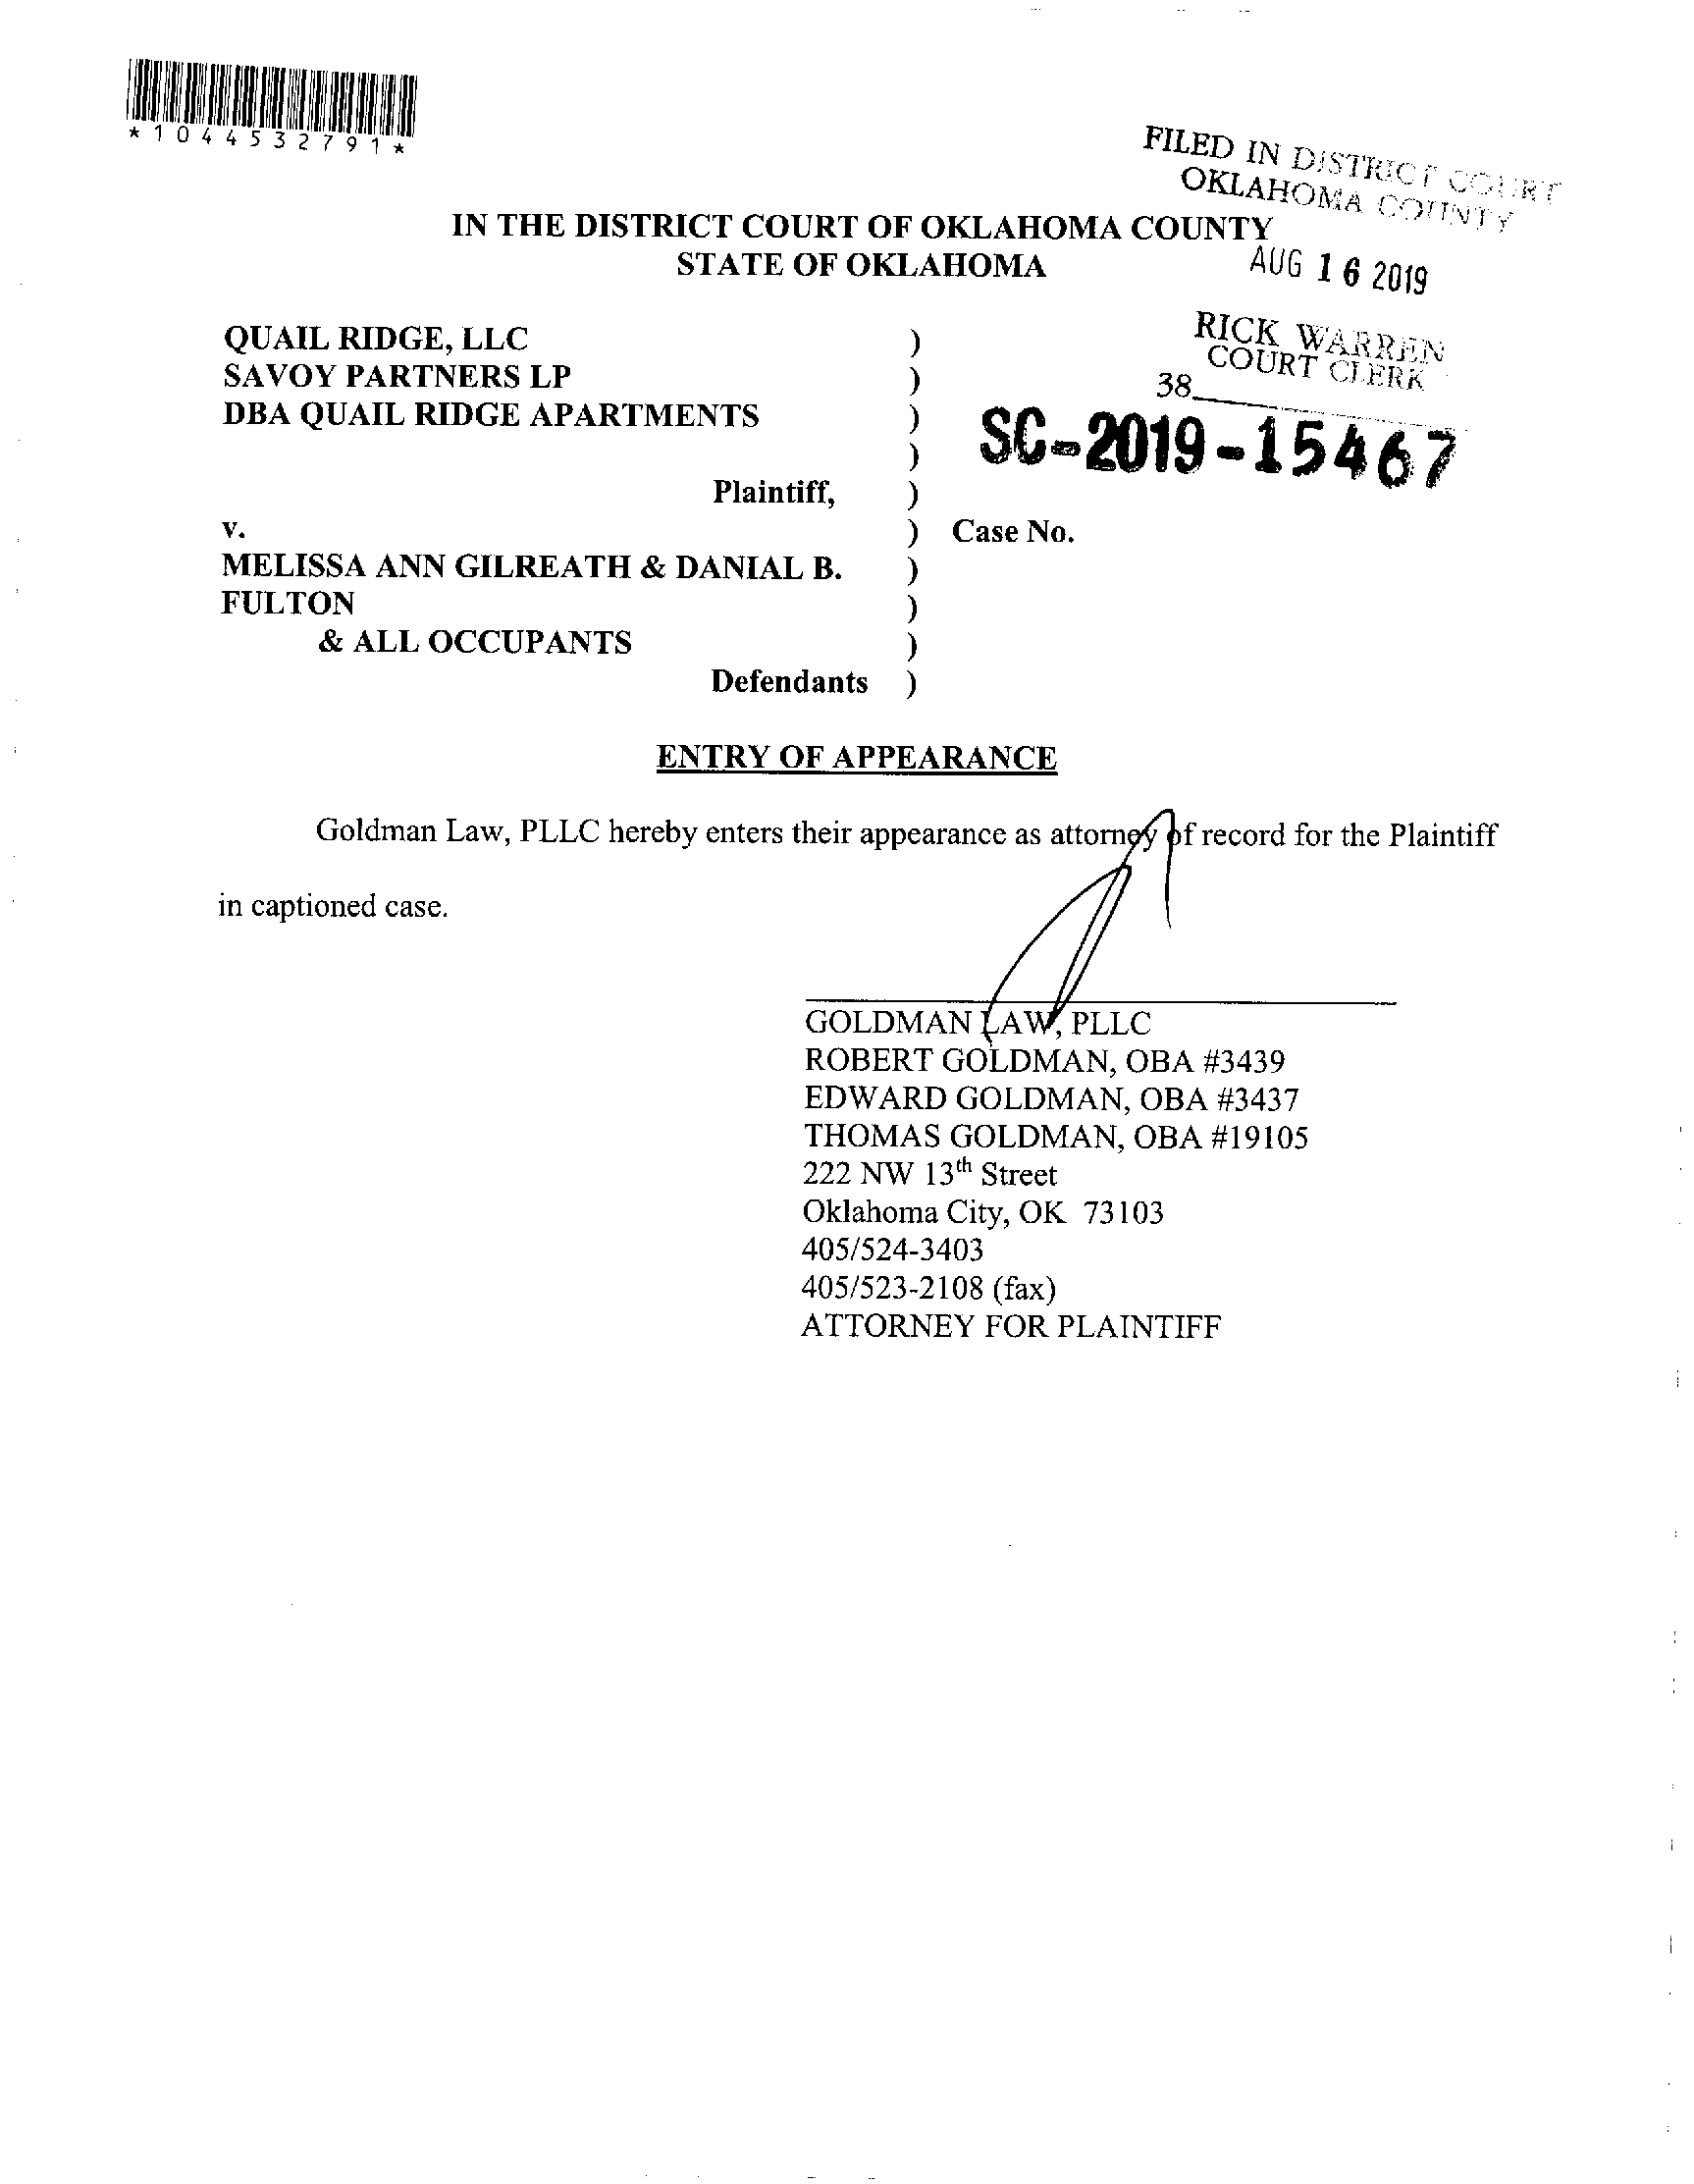 *1044532791*
FILED IN DISTRICT COURT
OKLAHOMA COUNTY
IN THE DISTRICT COURT OF OKLAHOMA COUNTY
STATE OF OKLAHOMA
AUG 16 2019
RICK WARREN
COURT CLERK
38
QUAIL RIDGE, LLC )
SAVOY PARTNERS LP )
DBA QUAIL RIDGE APARTMENTS )
) SC-2019-15467
Plaintiff, )
v. ) Case No.
MELISSA ANN GILREATH & DANIAL B. )
FULTON )
& ALL OCCUPANTS )
Defendants )
ENTRY OF APPEARANCE
Goldman Law, PLLC hereby enters their appearance as attorney of record for the Plaintiff
in captioned case.
GOLDMAN LAW, PLLC
ROBERT GOLDMAN, OBA #3439
EDWARD GOLDMAN, OBA #3437
THOMAS GOLDMAN, OBA #19105
222 NW 13th Street
Oklahoma City, OK 73103
405/524-3403
405/523-2108 (fax)
ATTORNEY FOR PLAINTIFF